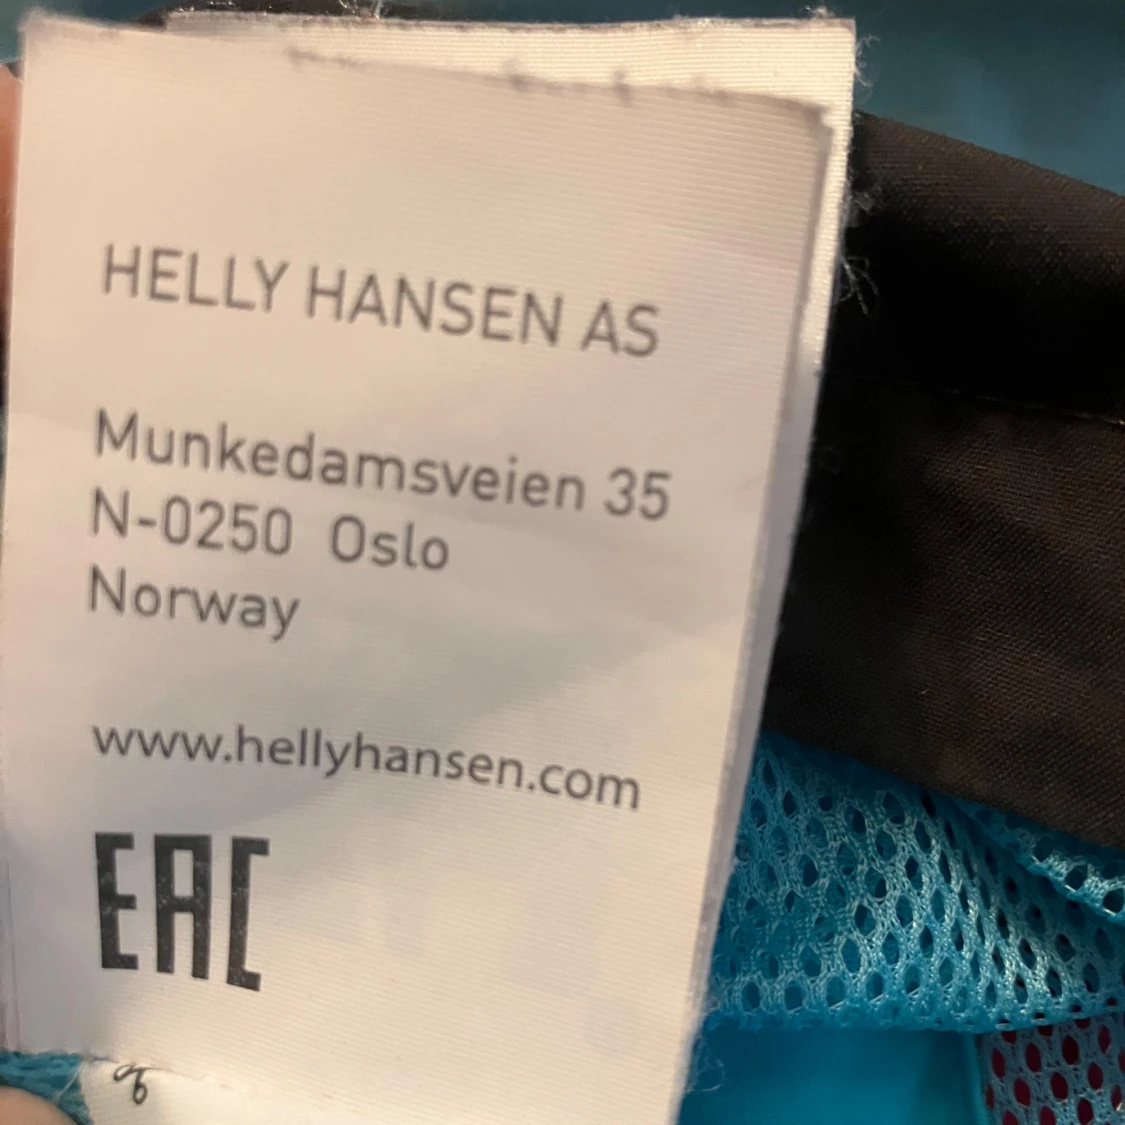 HELLY HANSEN AS
Munkedamsveien 35
N-0250 Oslo
Norway
www.hellyhansen.com
EAC